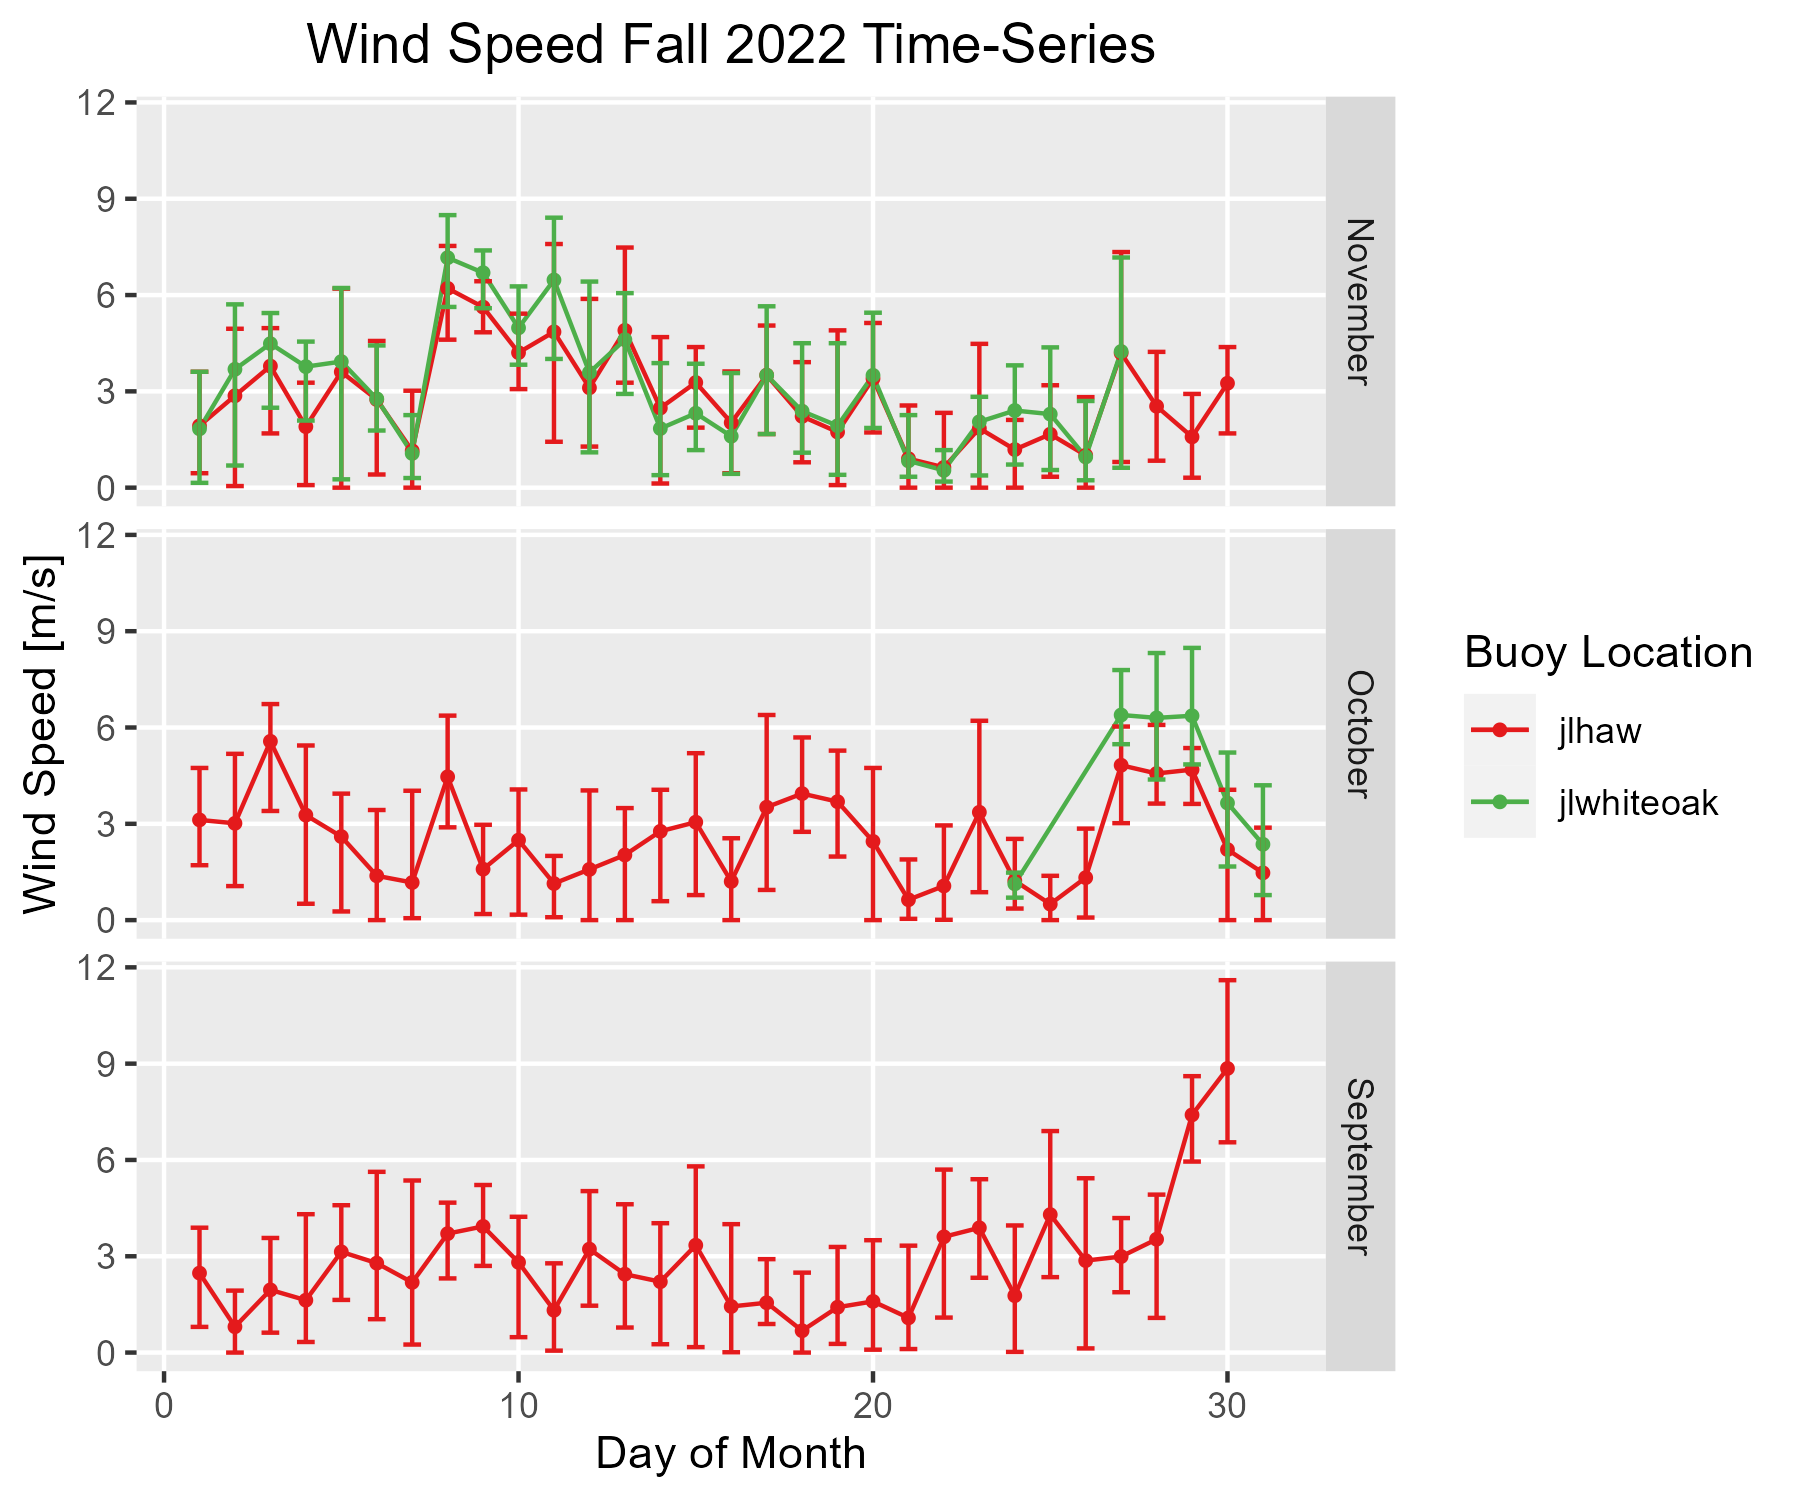 Wind Speed Fall 2022 Time-Series
12
9
6
3
0
November
12
9
6
3
0
October
12
9
6
3
0
September
0 10 20 30
Day of Month
Wind Speed [m/s]
Buoy Location
jlhaw
jlwhiteoak